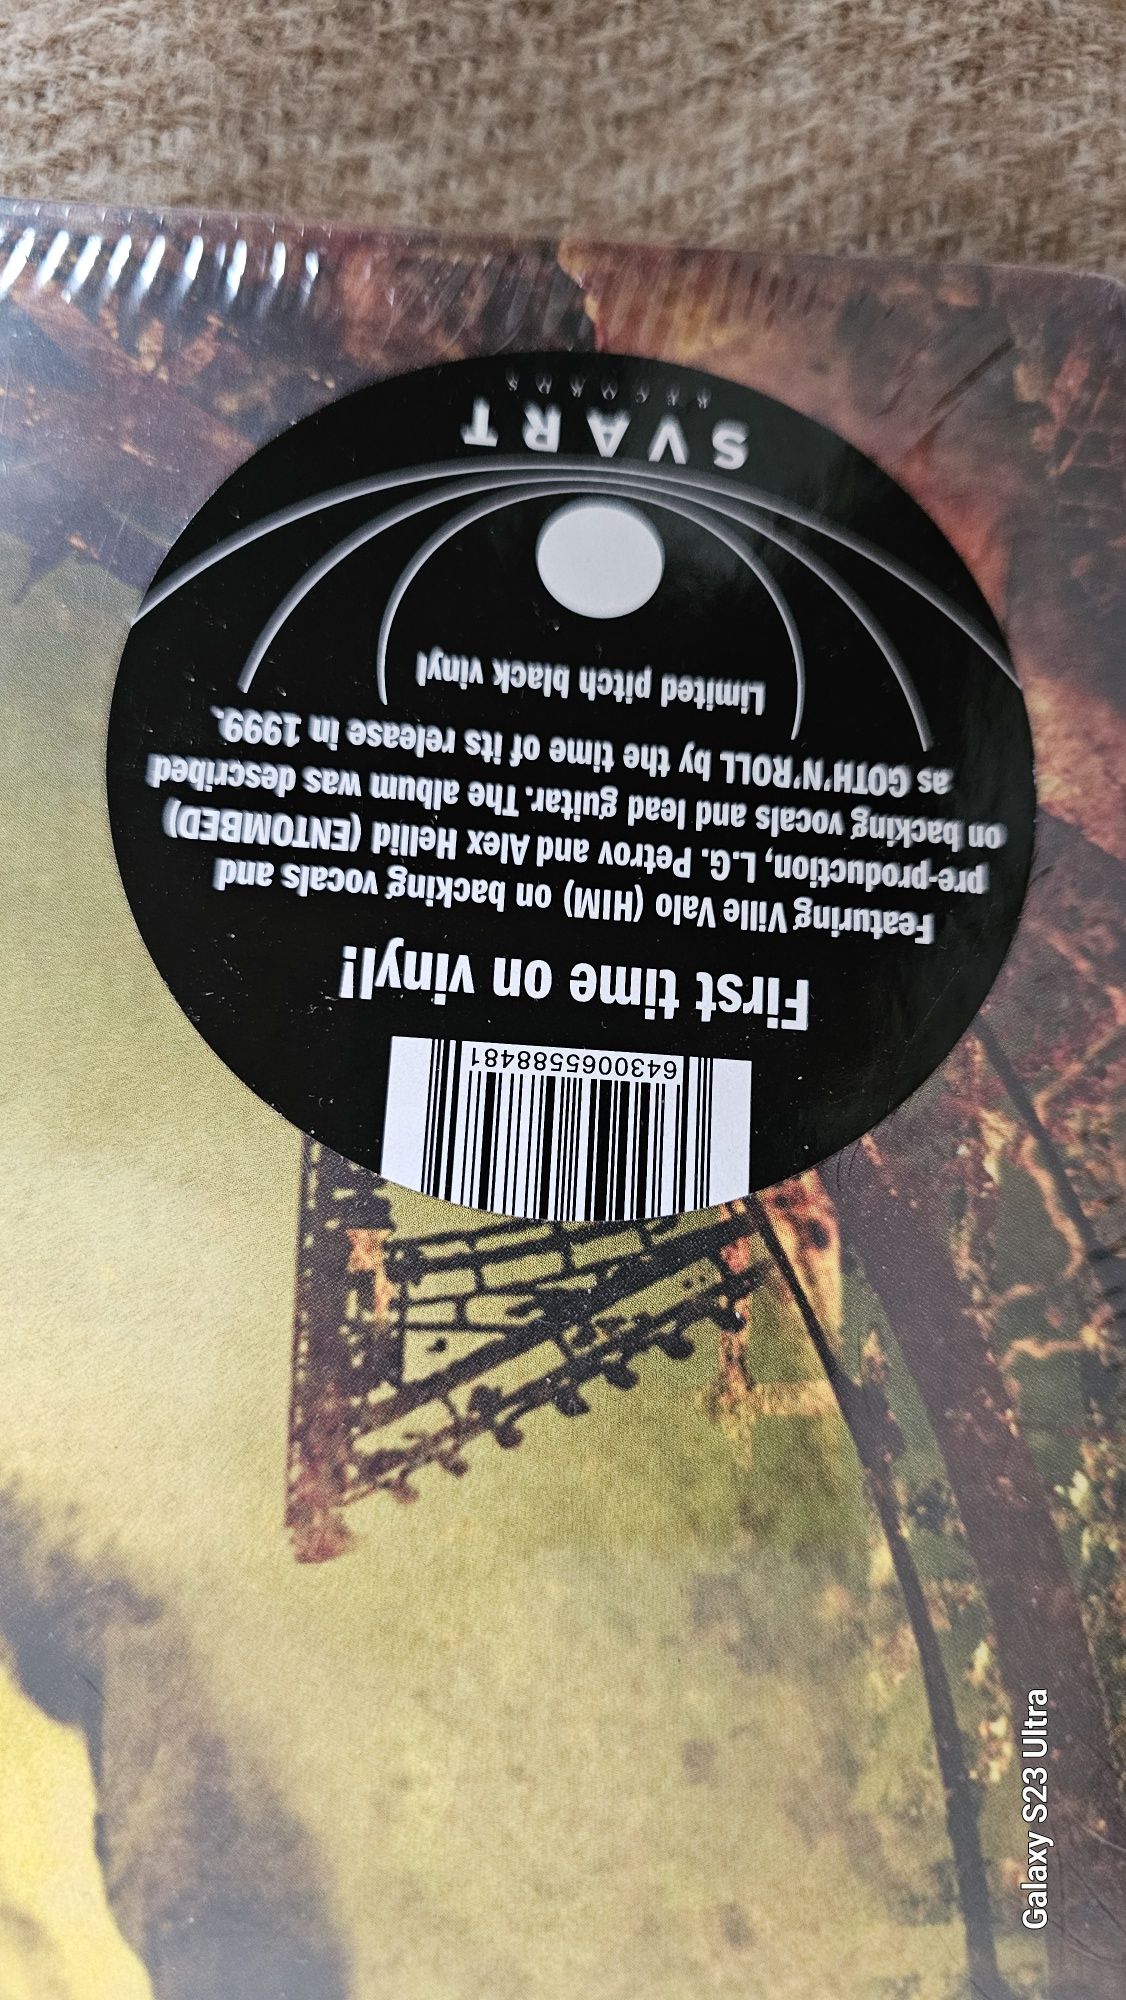 First time on vinyl!
Featuring Ville Valo (HIM) on backing vocals and
pre-production, L.G. Petrov and Alex Hellid (ENTOMBED)
on backing vocals and lead guitar. The album was described
as GOTH'N'ROLL by the time of its release in 1999.
Limited pitch black vinyl
SVART
RECORDS
6430065588481
Galaxy S23 Ultra